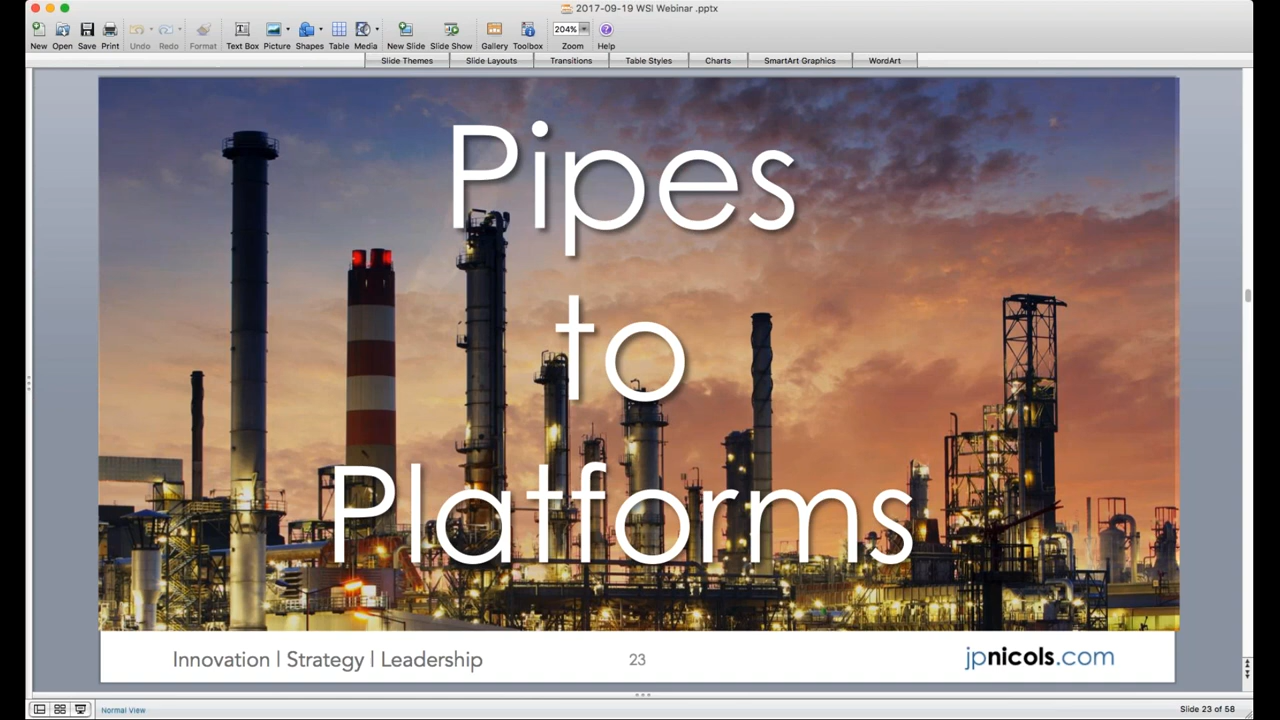 2017-09-19 WSI Webinar .pptx
New Open Save Print Undo Redo Format Text Box Picture Shapes Table Media New Slide Slide Show Gallery Toolbox Zoom Help
204%
Slide Themes Slide Layouts Transitions Table Styles Charts SmartArt Graphics WordArt
Pipes
to
Platforms
Innovation | Strategy | Leadership 23 jpnicols.com
Normal View Slide 23 of 58